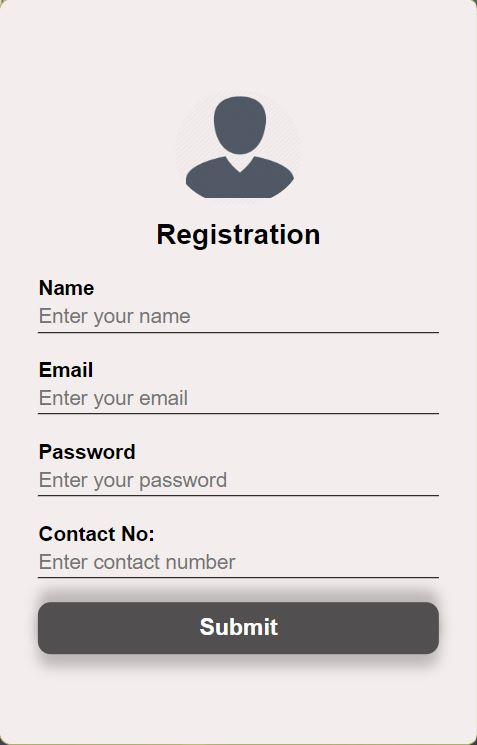 Registration
Name
Enter your name
Email
Enter your email
Password
Enter your password
Contact No:
Enter contact number
Submit